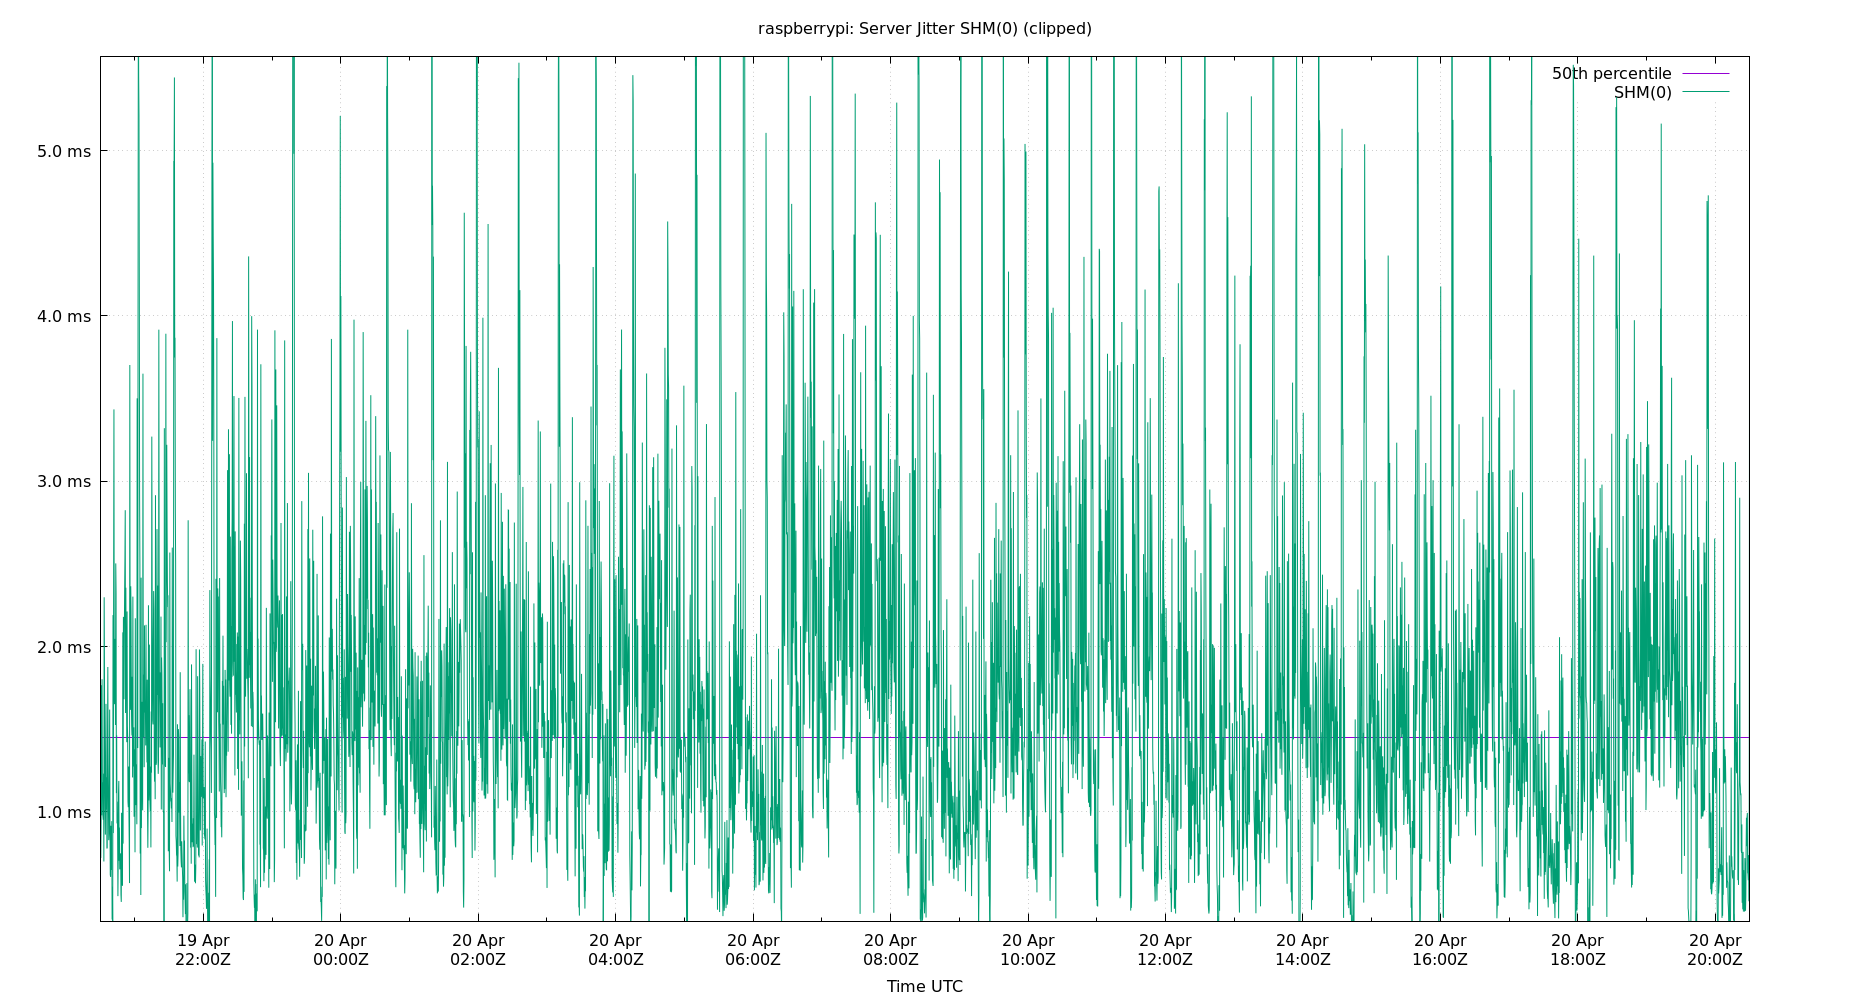 raspberrypi: Server Jitter SHM(0) (clipped)
50th percentile
SHM(0)
5.0 ms
4.0 ms
3.0 ms
2.0 ms
1.0 ms
19 Apr 20 Apr 20 Apr 20 Apr 20 Apr 20 Apr 20 Apr 20 Apr 20 Apr 20 Apr 20 Apr 20 Apr
22:00Z 00:00Z 02:00Z 04:00Z 06:00Z 08:00Z 10:00Z 12:00Z 14:00Z 16:00Z 18:00Z 20:00Z
Time UTC